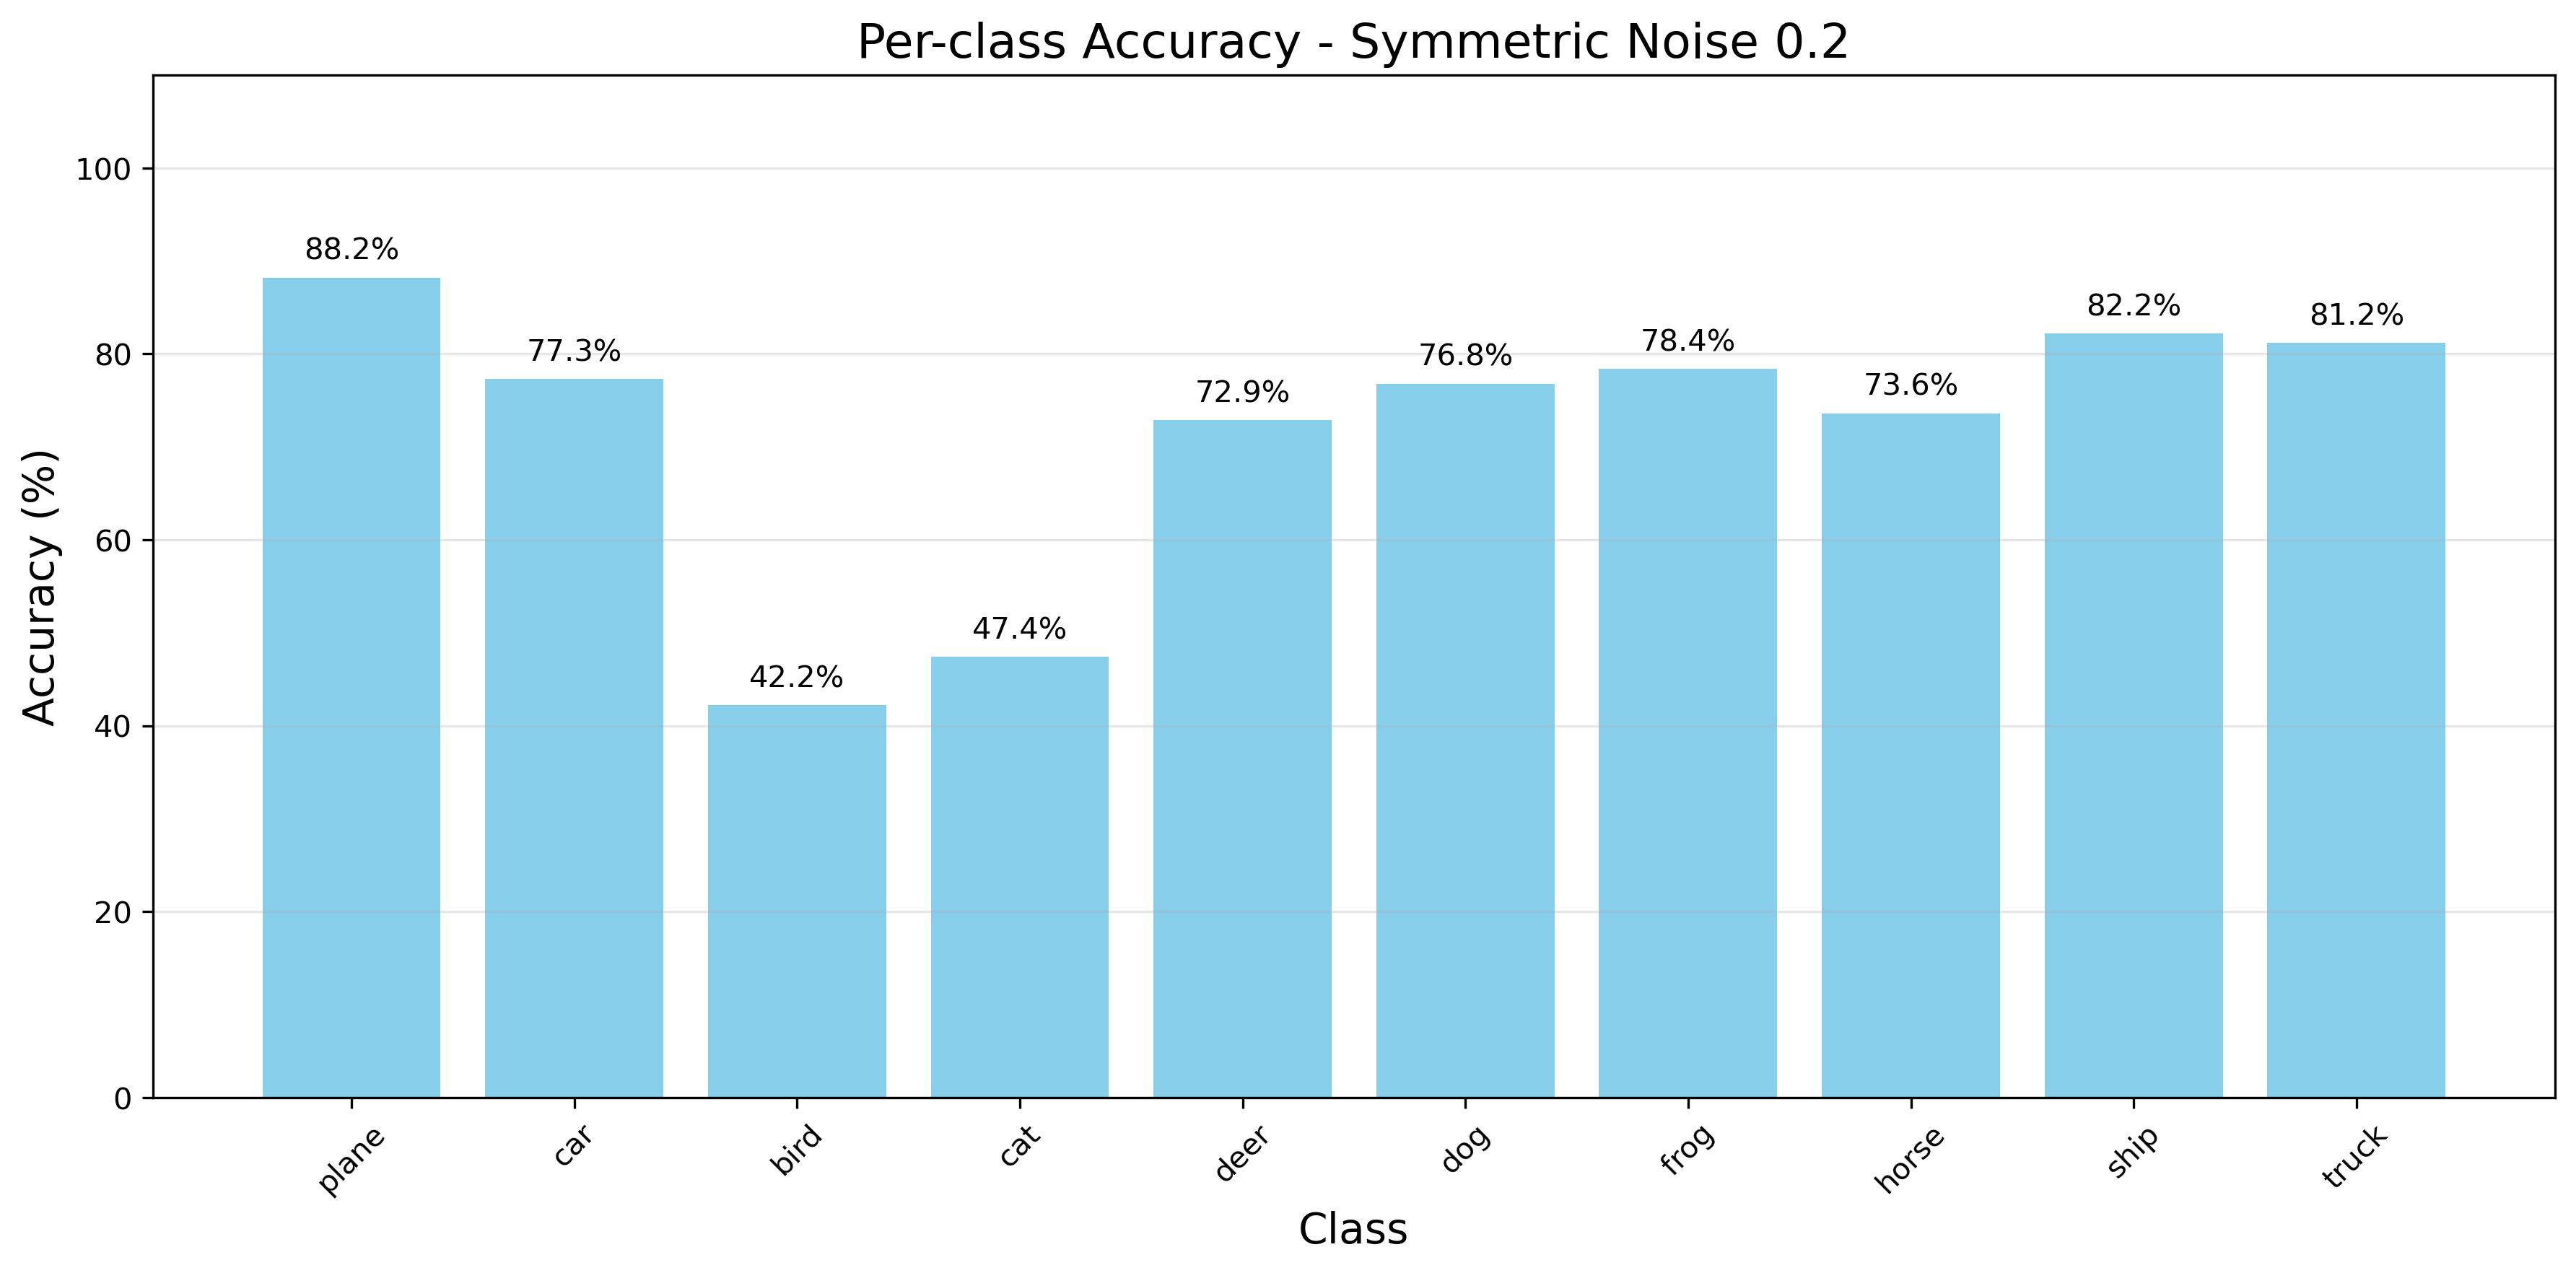 Per-class Accuracy - Symmetric Noise 0.2
Accuracy (%)
100
80
60
40
20
0
88.2%
77.3%
42.2%
47.4%
72.9%
76.8%
78.4%
73.6%
82.2%
81.2%
plane
car
bird
cat
deer
dog
frog
horse
ship
truck
Class